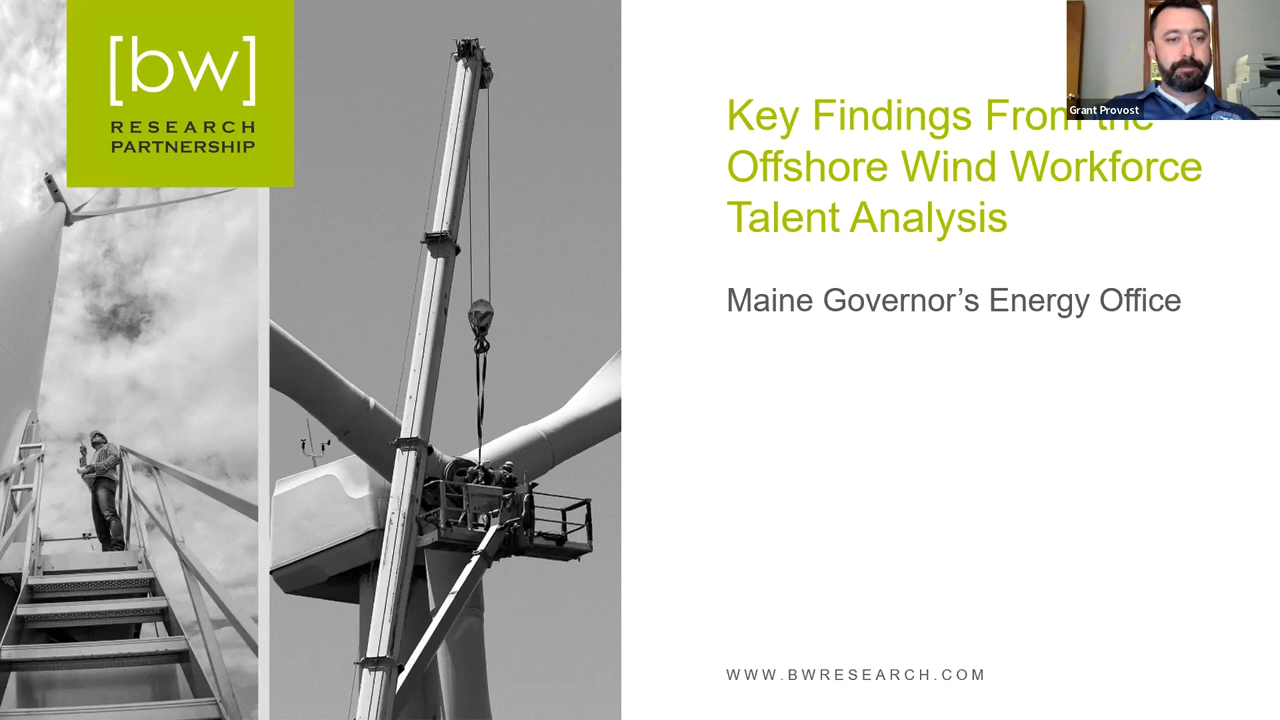 [bw]
RESEARCH
PARTNERSHIP
Grant Provost
Key Findings From the
Offshore Wind Workforce
Talent Analysis
Maine Governor’s Energy Office
WWW.BWRESEARCH.COM